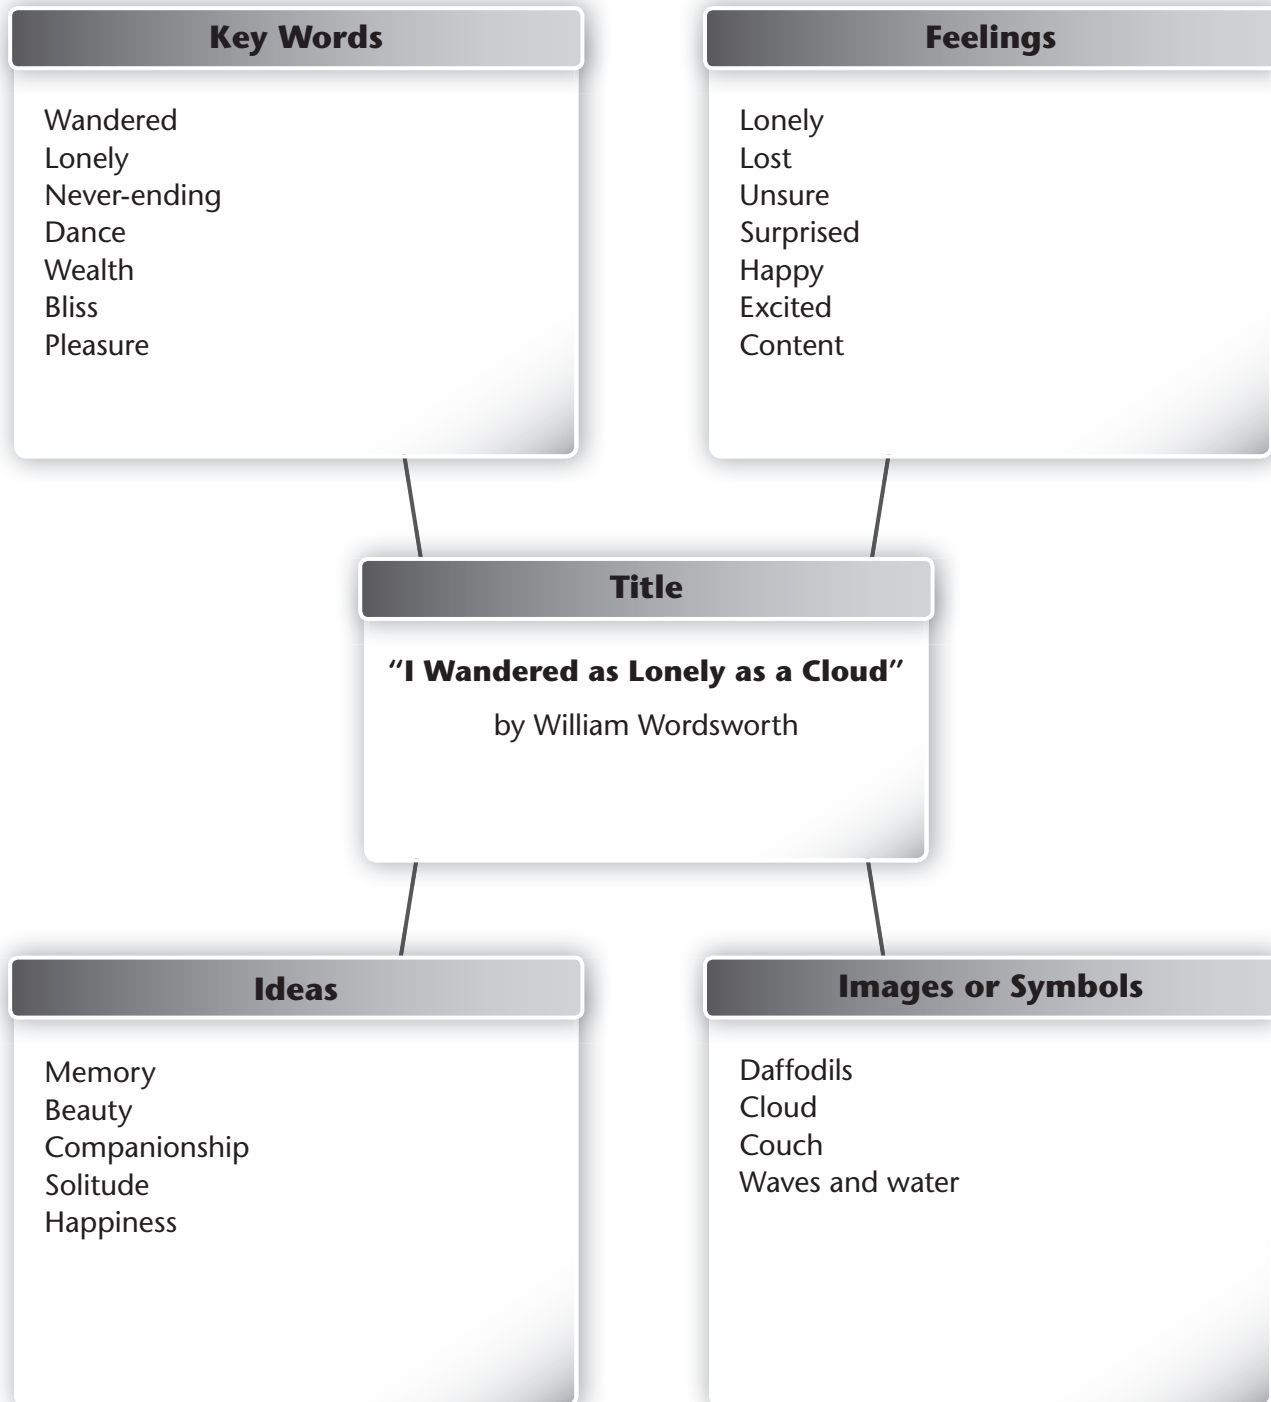 Key Words
Wandered
Lonely
Never-ending
Dance
Wealth
Bliss
Pleasure
Feelings
Lonely
Lost
Unsure
Surprised
Happy
Excited
Content
Title
“I Wandered as Lonely as a Cloud”
by William Wordsworth
Ideas
Memory
Beauty
Companionship
Solitude
Happiness
Images or Symbols
Daffodils
Cloud
Couch
Waves and water